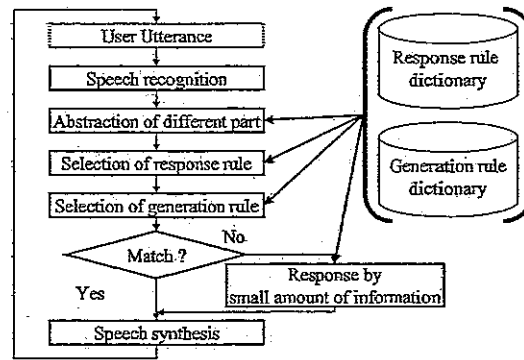 User Utterance
Speech recognition
Abstraction of different part
Selection of response rule
Selection of generation rule
Match ?
No
Yes
Response by
small amount of information
Speech synthesis
Response rule
dictionary
Generation rule
dictionary